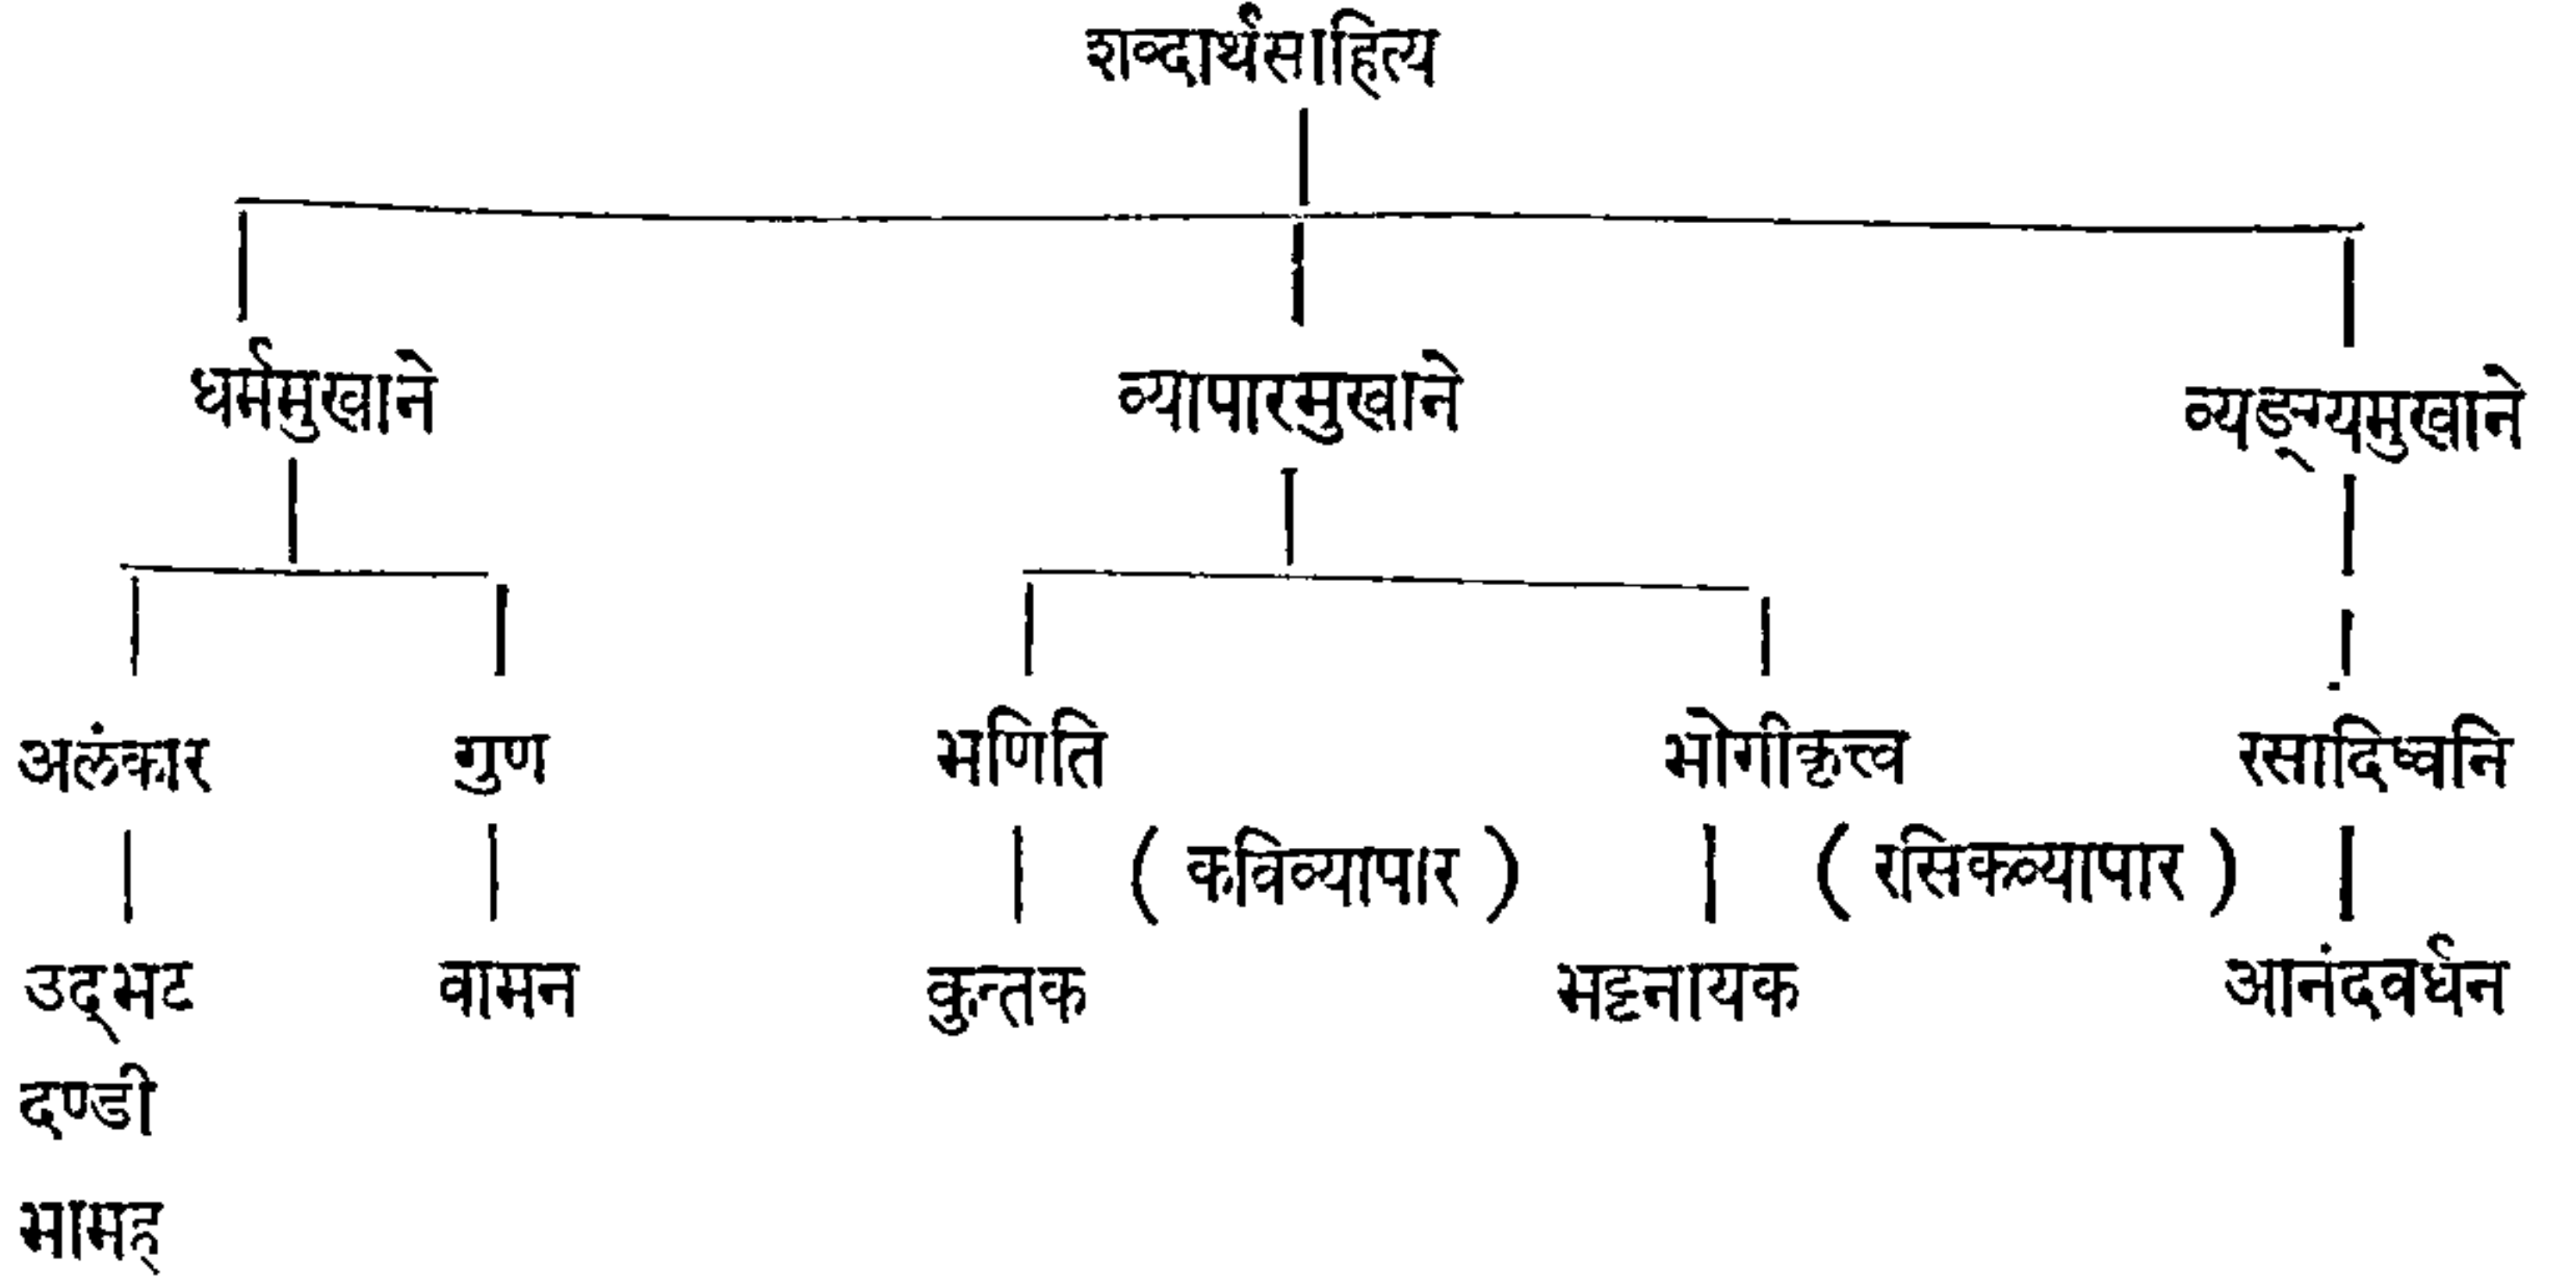 शब्दार्थसाहित्य
धर्ममुखाने व्यापारमुखाने व्यङ्ग्यमुखाने
अलंकार गुण भणिति भोगीकृत्त्व रसादिध्वनि
( कविव्यापार ) ( रसिकव्यापार )
उद्‌भट वामन कुन्तक भट्टनायक आनंदवर्धन
दण्डी
भामह